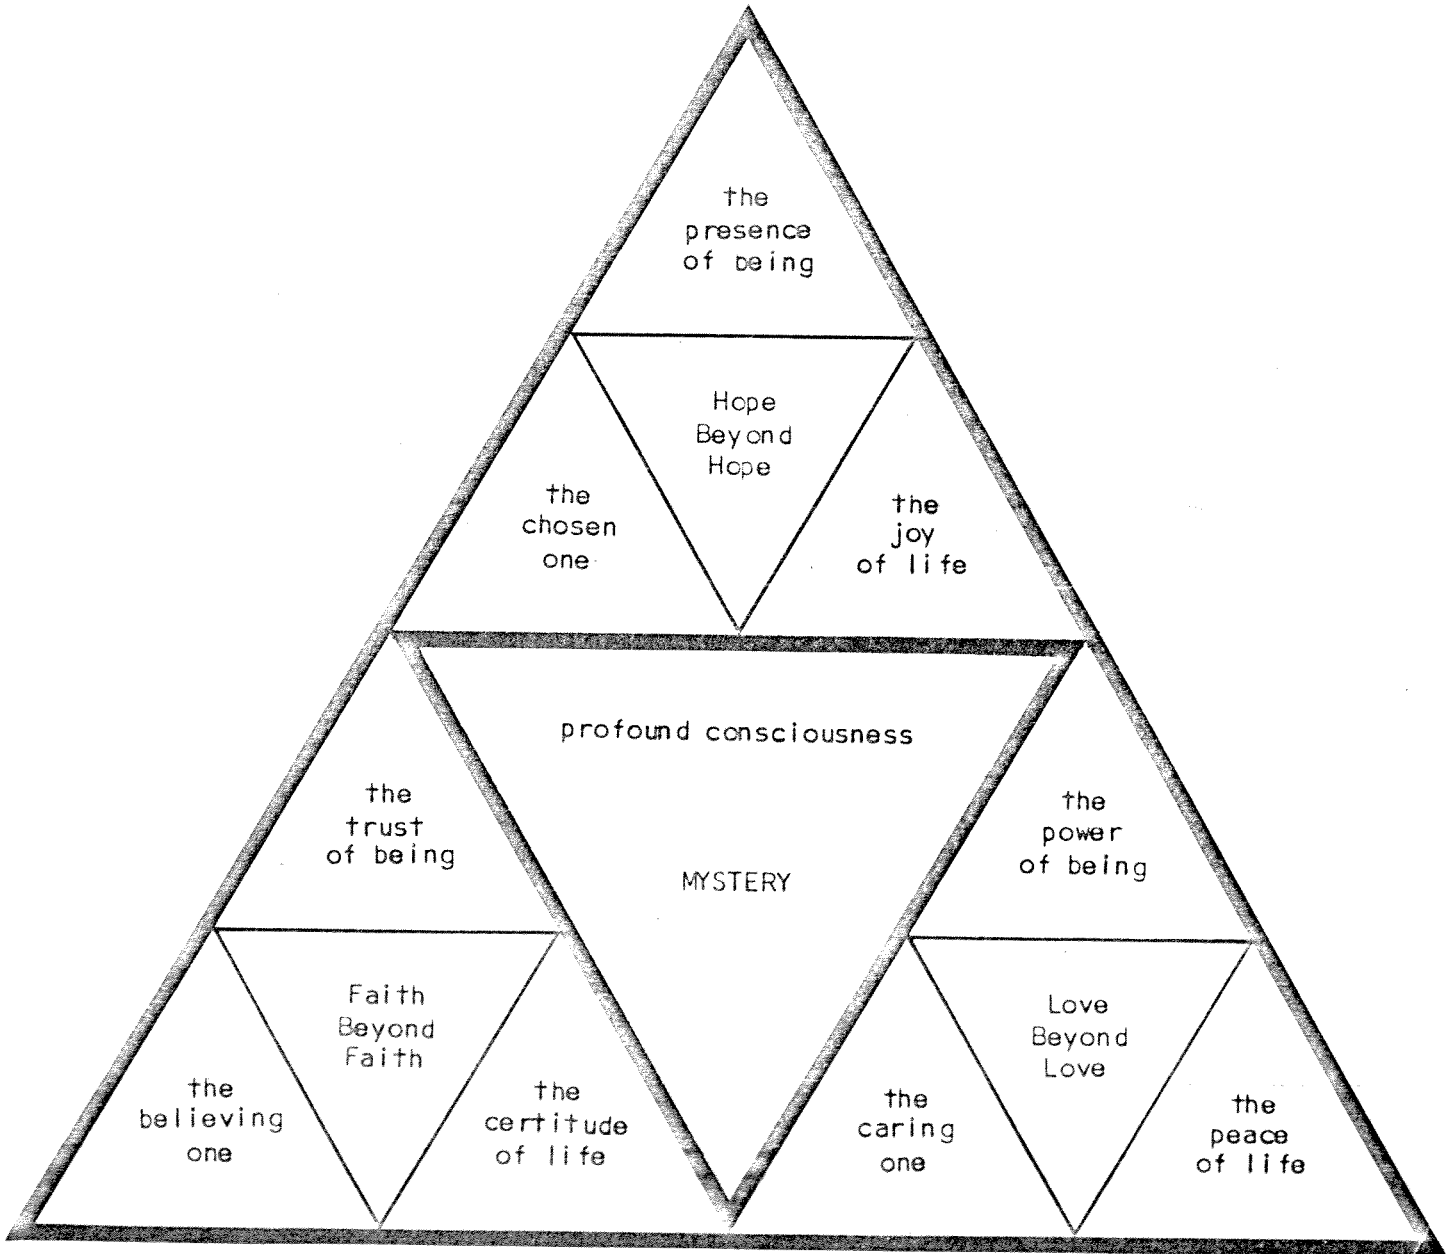 the
presence
of being
Hope
Beyond
Hope
the
chosen
one
the
joy
of life
profound consciousness
MYSTERY
the
trust
of being
the
power
of being
Faith
Beyond
Faith
the
believing
one
the
certitude
of life
Love
Beyond
Love
the
caring
one
the
peace
of life